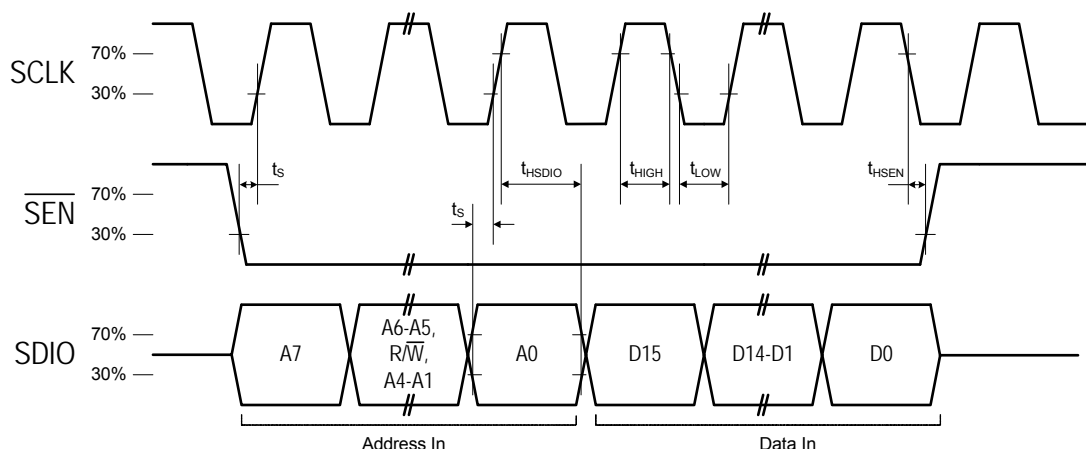 SCLK
70%
30%
tS
tHSDIO
tHIGH
tLOW
tHSEN
SEN
70%
30%
tS
SDIO
70%
30%
A7
A6-A5,
R/W,
A4-A1
A0
D15
D14-D1
D0
Address In
Data In